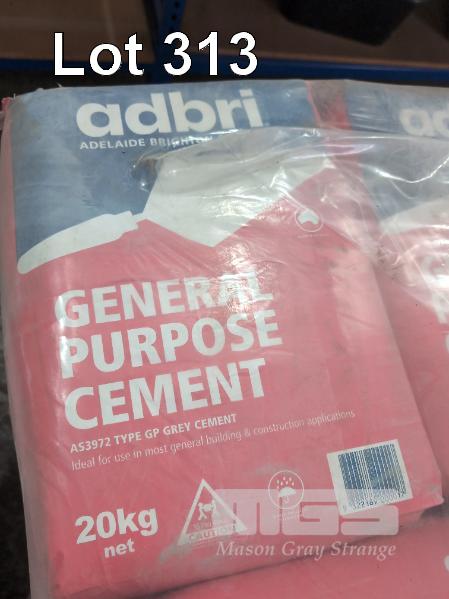 Lot 313
adbri
ADELAIDE BRIGHTON
adbri
GENERAL
PURPOSE
CEMENT
AS3972 TYPE GP GREY CEMENT
Ideal for use in most general building & construction applications
20kg
net
CAUTION
MGS
Mason Gray Strange